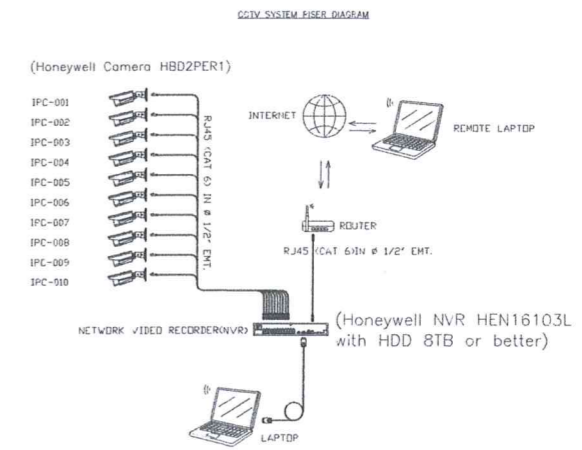 CCTV SYSTEM RISER DIAGRAM
(Honeywell Camera HBD2PER1)
IPC-001
IPC-002
IPC-003
IPC-004
IPC-005
IPC-006
IPC-007
IPC-008
IPC-009
IPC-010
RJ45 (CAT 6) IN Ø 1/2" EMT.
INTERNET
REMOTE LAPTOP
ROUTER
RJ45 (CAT 6)IN Ø 1/2" EMT.
NETWORK VIDEO RECORDER(NVR)
(Honeywell NVR HEN16103L
with HDD 8TB or better)
LAPTOP